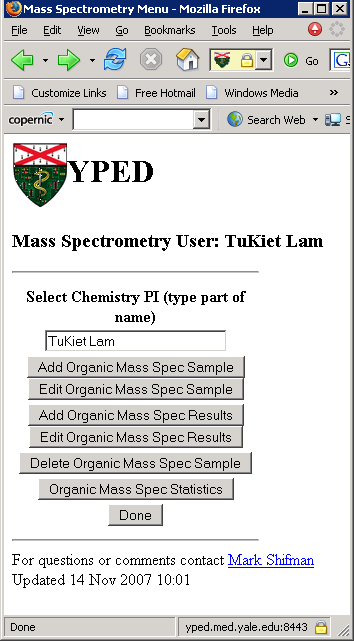 Mass Spectrometry Menu - Mozilla Firefox
File Edit View Go Bookmarks Tools Help
Go
Customize Links Free Hotmail Windows Media »
copernic Search Web »
YPED
Mass Spectrometry User: TuKiet Lam
Select Chemistry PI (type part of
name)
TuKiet Lam
Add Organic Mass Spec Sample
Edit Organic Mass Spec Sample
Add Organic Mass Spec Results
Edit Organic Mass Spec Results
Delete Organic Mass Spec Sample
Organic Mass Spec Statistics
Done
For questions or comments contact Mark Shifman
Updated 14 Nov 2007 10:01
Done yped.med.yale.edu:8443